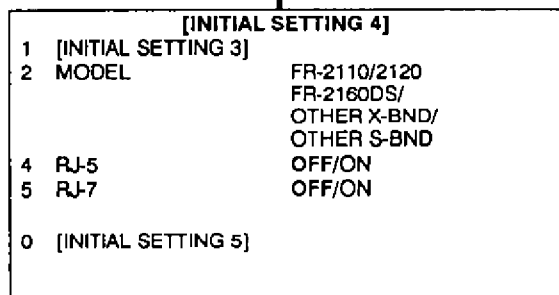 [INITIAL SETTING 4]
1 [INITIAL SETTING 3]
2 MODEL FR-2110/2120
FR-2160DS/
OTHER X-BND/
OTHER S-BND
4 RJ-5 OFF/ON
5 RJ-7 OFF/ON
0 [INITIAL SETTING 5]